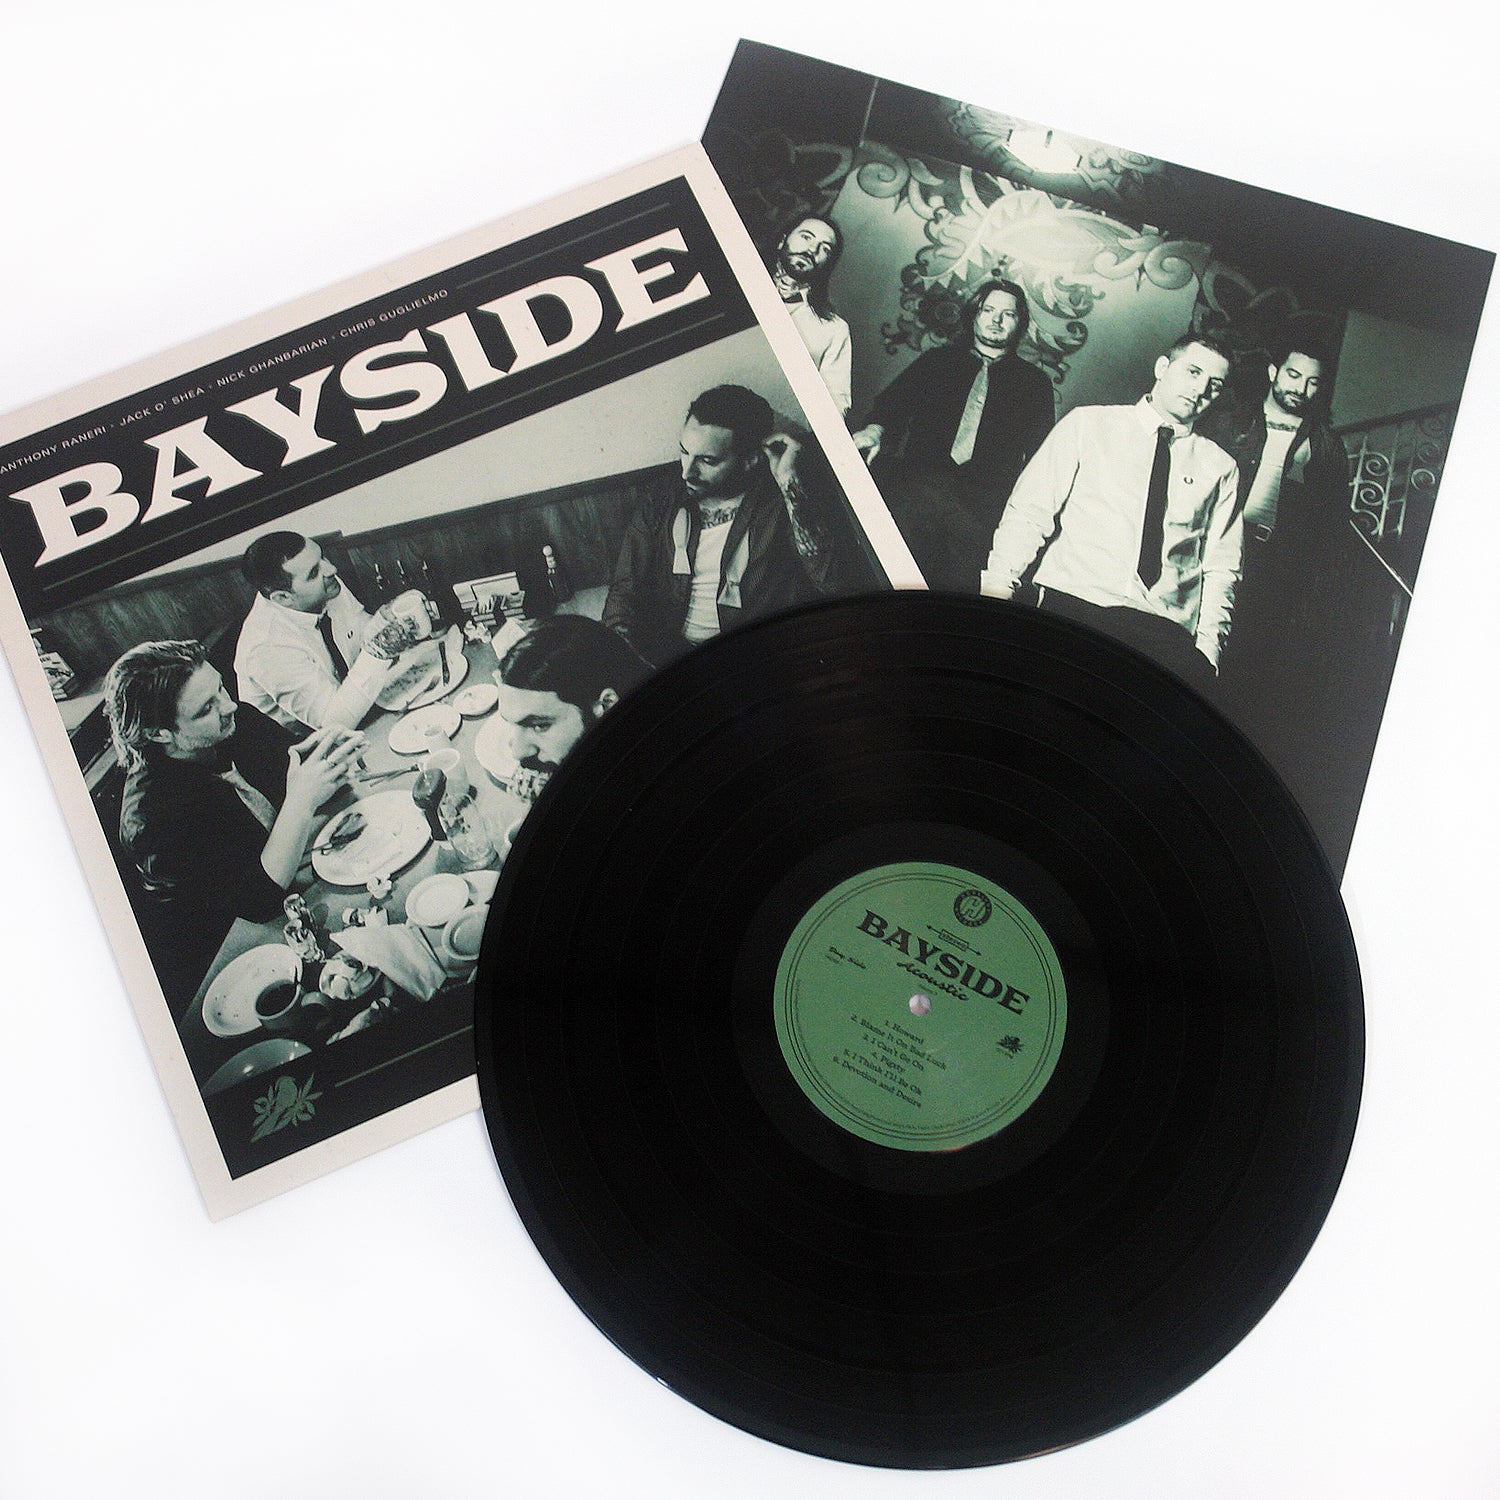 ANTHONY RANERI • JACK O' SHEA • NICK GHANBARIAN • CHRIS GUGLIELMO
BAYSIDE
BAYSIDE
Acoustic
1. Howard
2. Blame It On Bad Luck
3. I Can't Go On
4. Pigsty
5. I Think I'll Be Ok
6. Devotion and Desire